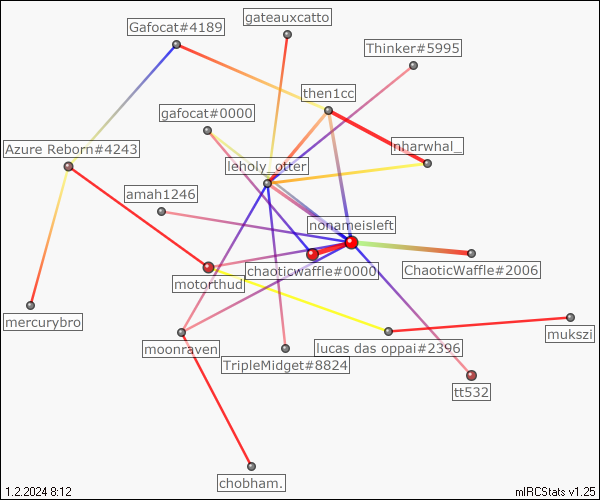 gateauxcatto
Gafocat#4189
Thinker#5995
then1cc
gafocat#0000
nharwhal_
Azure Reborn#4243
leholy_otter
amah1246
nonameisleft
chaoticwaffle#0000
ChaoticWaffle#2006
motorthud
mercurybro
mukszi
moonraven
lucas das oppai#2396
TripleMidget#8824
tt532
chobham.
1.2.2024 8:12
mIRCStats v1.25